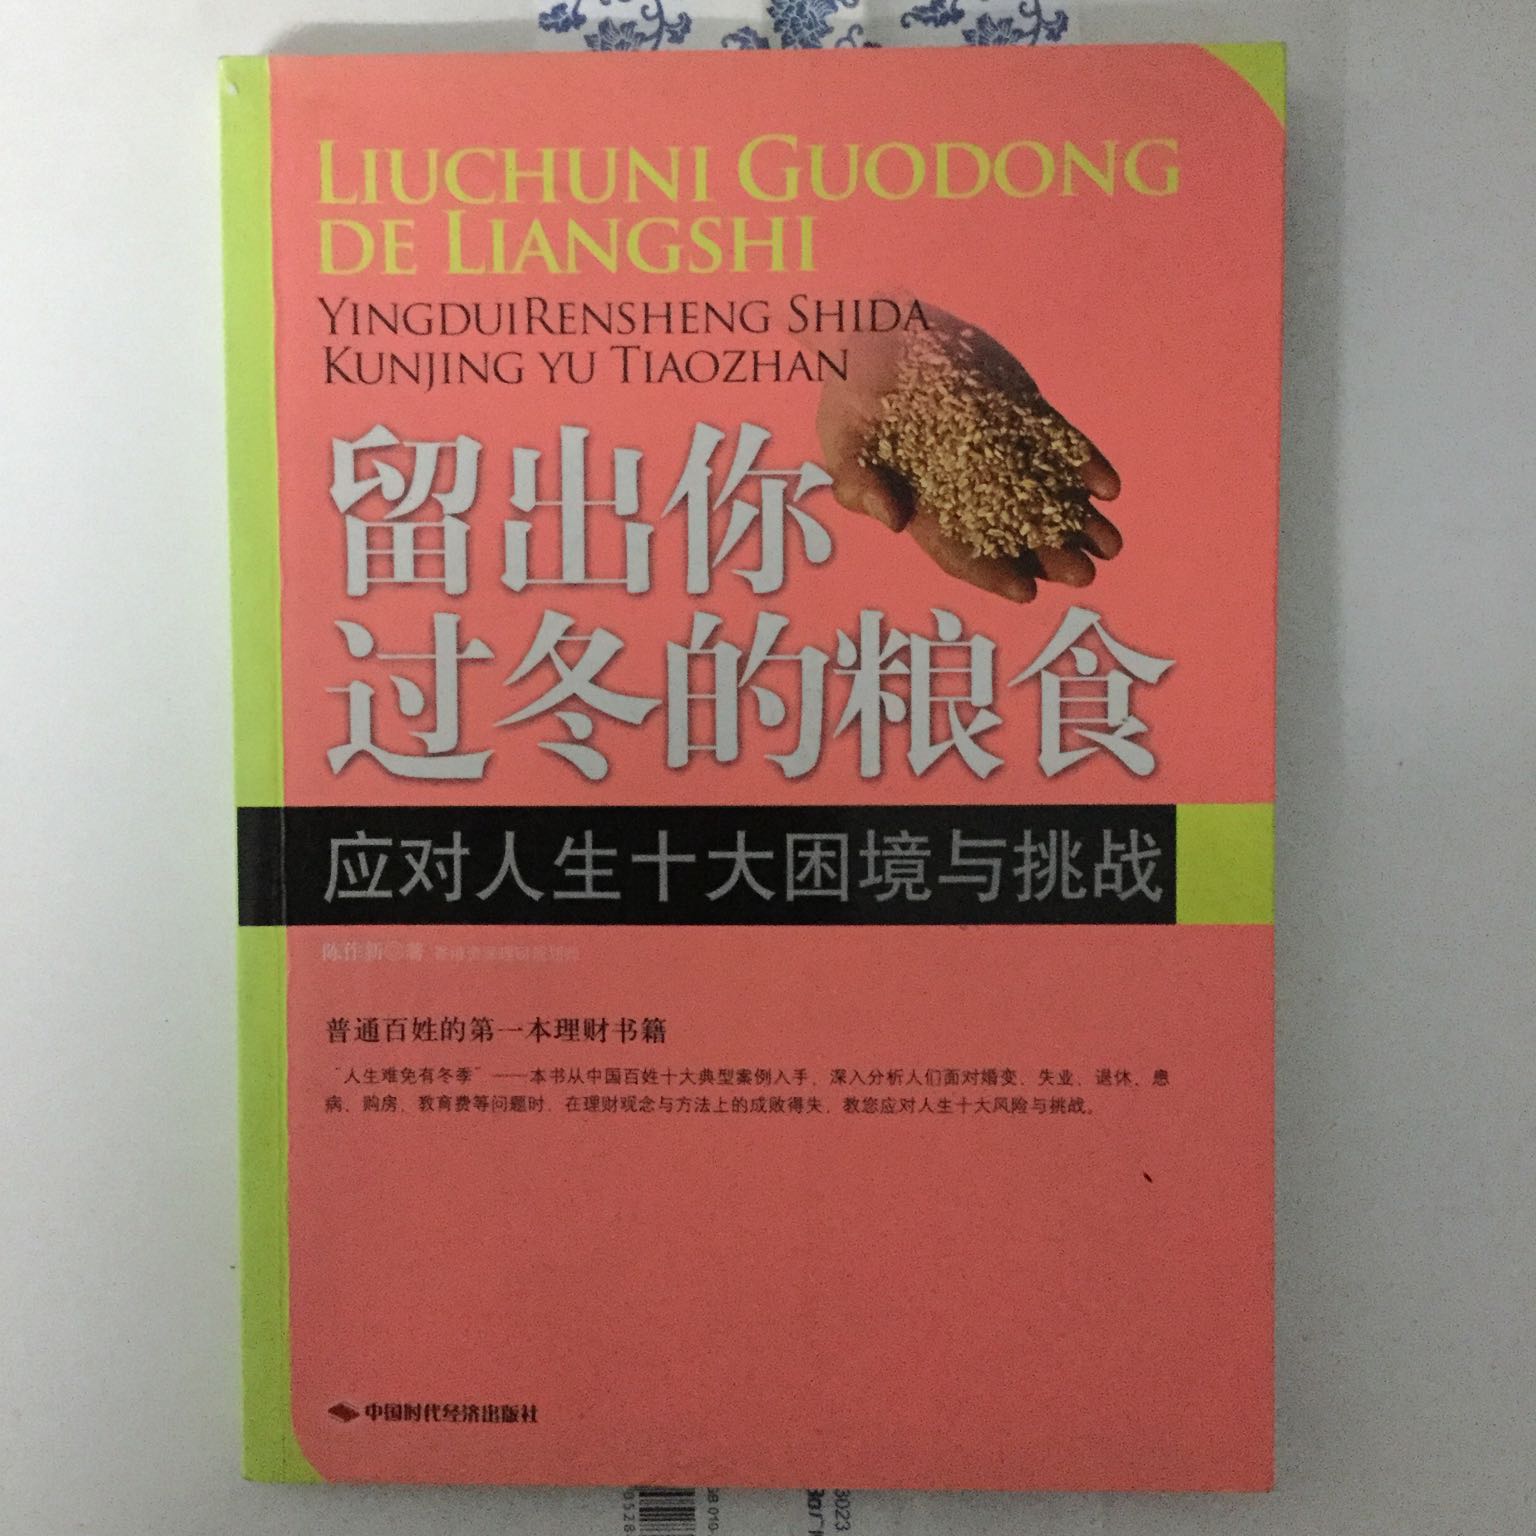 LIUCHUNI GUODONG
DE LIANGSHI
YINGDUIRENSHENG SHIDA
KUNJING YU TIAOZHAN
留出你
过冬的粮食
应对人生十大困境与挑战
陈作新◎著
普通百姓的第一本理财书籍
“人生难免有冬季”——本书从中国百姓十大典型案例入手，深入分析人们面对婚变、失业、退休、患
病、购房、教育费等问题时，在理财观念与方法上的成败得失，教您应对人生十大风险与挑战。
中国时代经济出版社